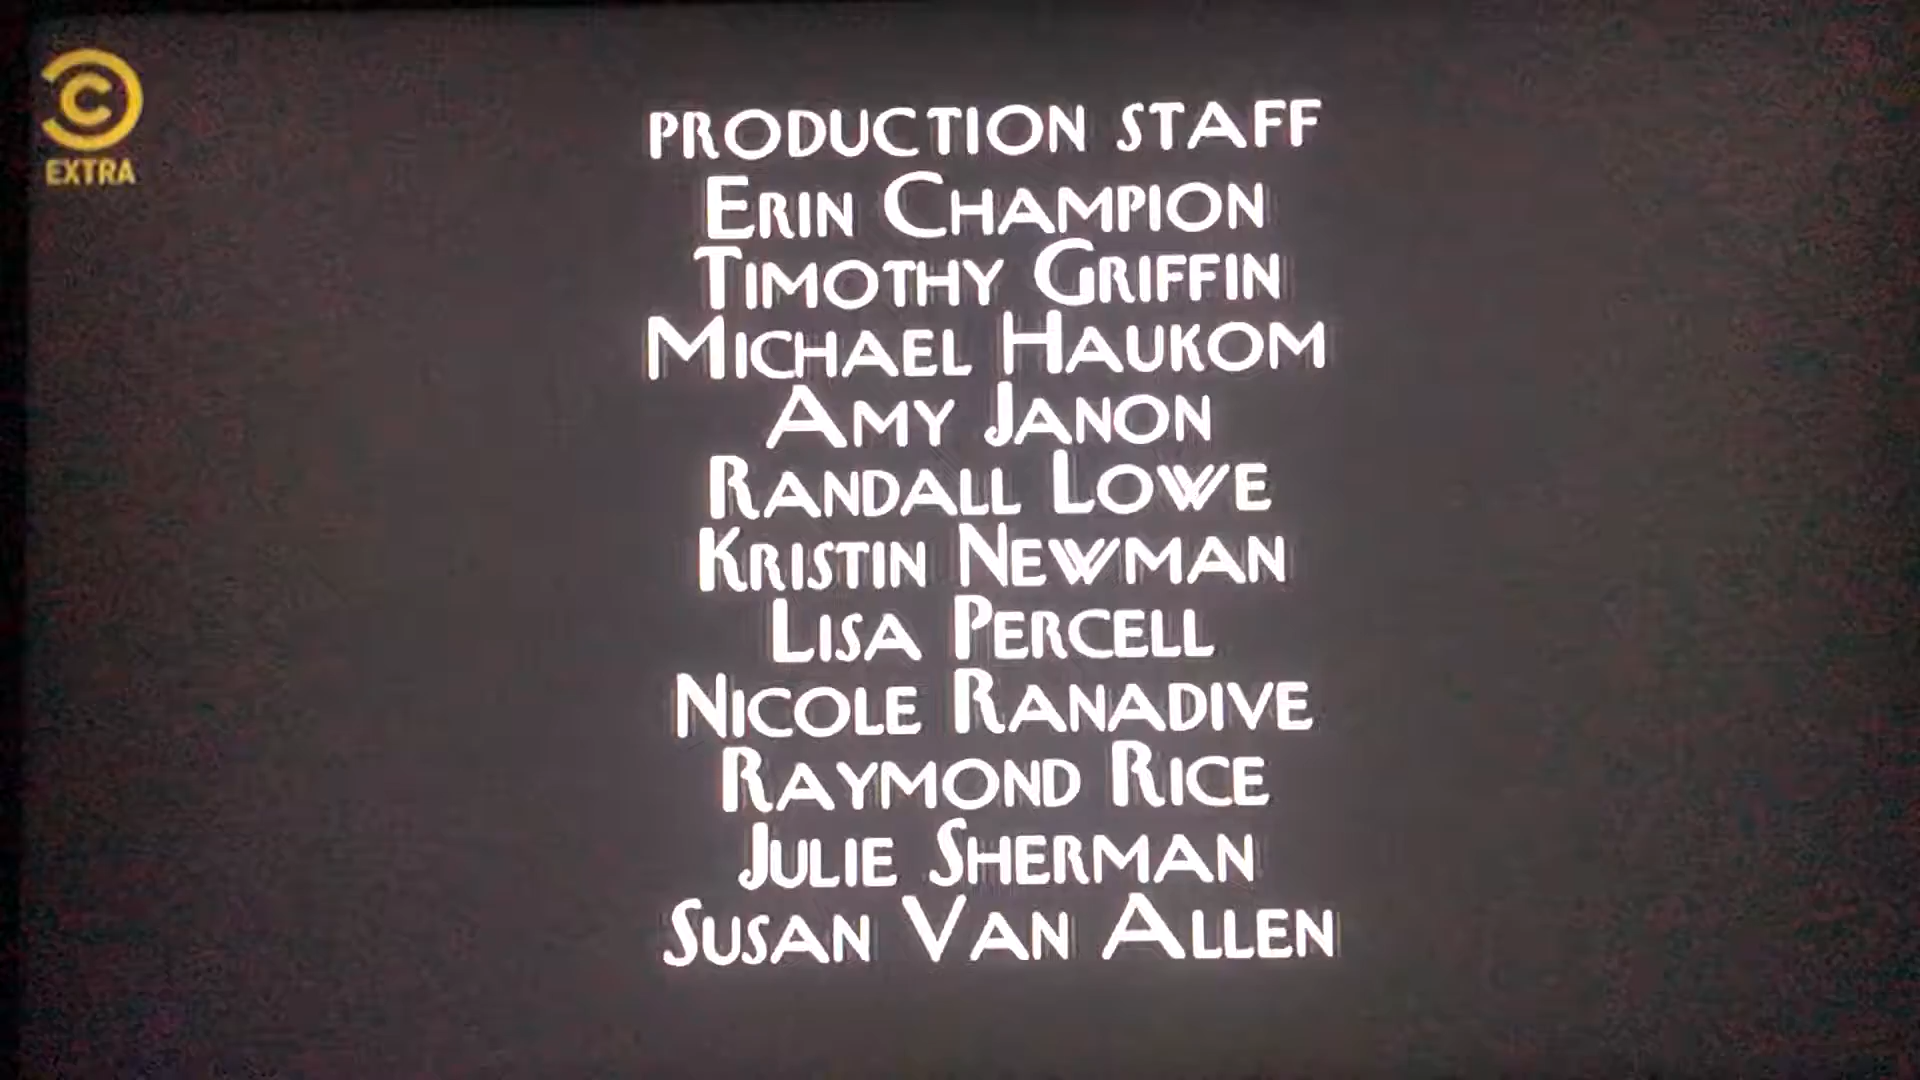 C
EXTRA
PRODUCTION STAFF
ERIN CHAMPION
TIMOTHY GRIFFIN
MICHAEL HAUKOM
AMY JANON
RANDALL LOWE
KRISTIN NEWMAN
LISA PERCELL
NICOLE RANADIVE
RAYMOND RICE
JULIE SHERMAN
SUSAN VAN ALLEN